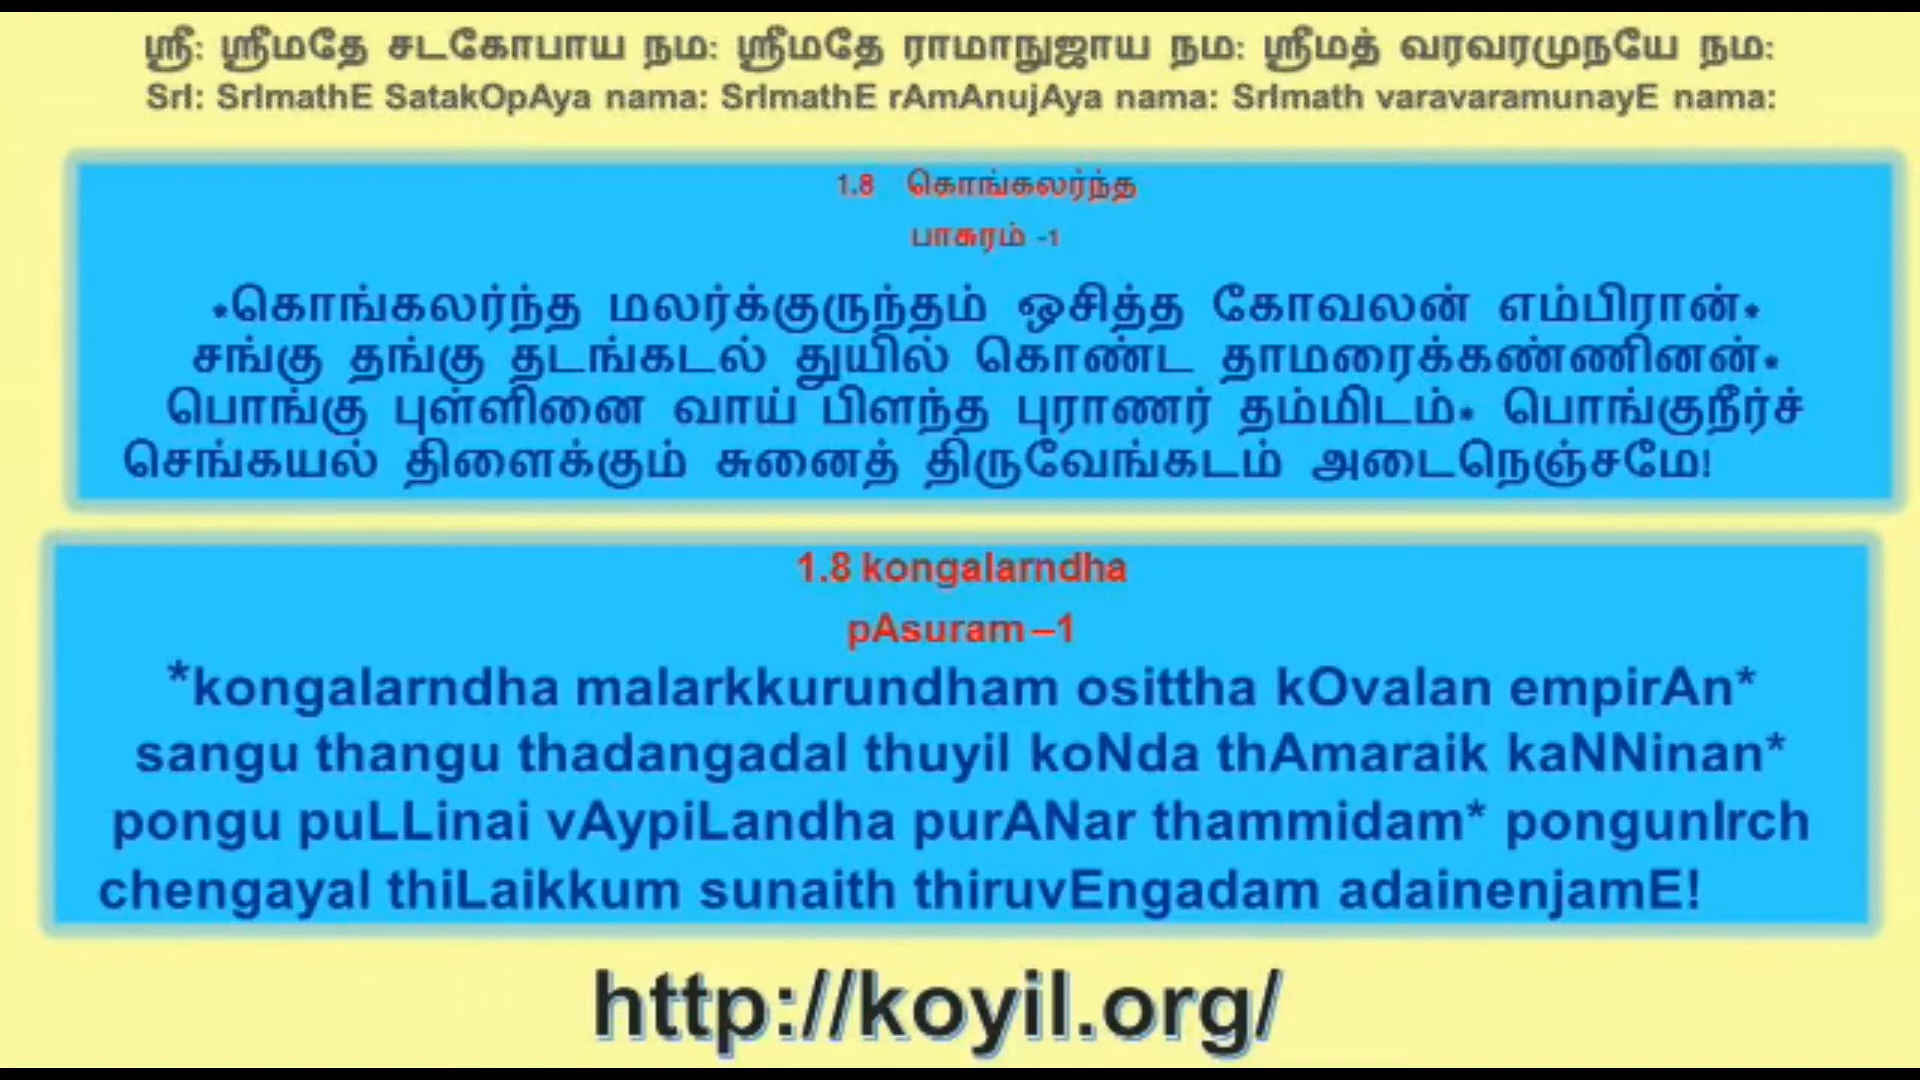 ஸ்ரீ: ஸ்ரீமதே சடகோபாய நம: ஸ்ரீமதே ராமாநுஜாய நம: ஸ்ரீமத் வரவரமுநயே நம:
SrI: SrImathE SatakOpAya nama: SrImathE rAmAnujAya nama: SrImath varavaramunayE nama:
1.8 கொங்கலர்ந்த
பாசுரம் -1
*கொங்கலர்ந்த மலர்க்குருந்தம் ஒசித்த கோவலன் எம்பிரான்*
சங்கு தங்கு தடங்கடல் துயில் கொண்ட தாமரைக்கண்ணினன்*
பொங்கு புள்ளினை வாய் பிளந்த புராணர் தம்மிடம்* பொங்குநீர்ச்
செங்கயல் திளைக்கும் சுனைத் திருவேங்கடம் அடைநெஞ்சமே!
1.8 kongalarndha
pAsuram –1
*kongalarndha malarkkurundham osittha kOvalan empirAn*
sangu thangu thadangadal thuyil koNda thAmaraik kaNNinan*
pongu puLLinai vAypiLandha purANar thammidam* pongunIrch
chengayal thiLaikkum sunaith thiruvEngadam adainenjamE!
http://koyil.org/